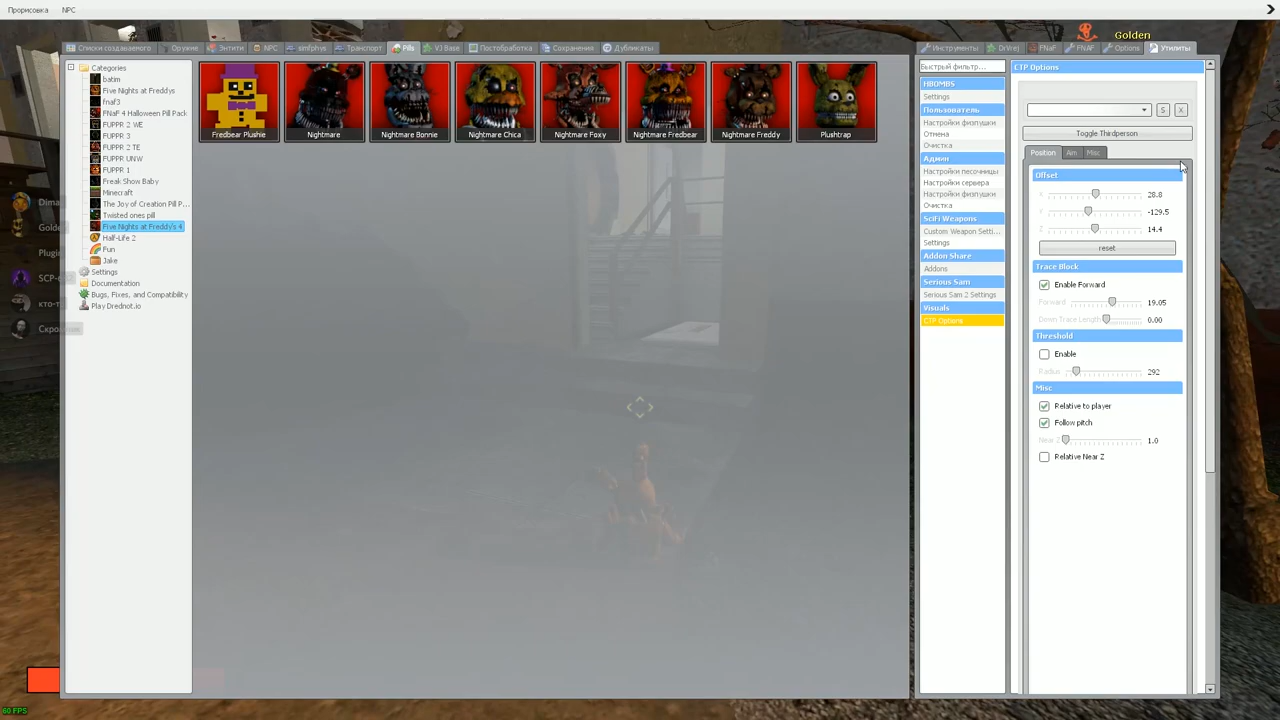 Прорисовка NPC
Golden
Списки создаваемого Оружие Энтити NPC simfphys Транспорт Pills VJ Base Постобработка Сохранения Дубликаты
Инструменты DrVrej FNaF FNAF Options Утилиты
Categories
batim
Five Nights at Freddys
fnaf3
FNaF 4 Halloween Pill Pack
FUPPR 2 WE
FUPPR 3
FUPPR 2 TE
FUPPR UNW
FUPPR 1
Freak Show Baby
Minecraft
The Joy of Creation Pill P...
Twisted ones pill
Five Nights at Freddy's 4
Half-Life 2
Fun
Jake
Settings
Documentation
Bugs, Fixes, and Compatibility
Play Drednot.io
Dima
Golde
Plugi
SCP-
кто-т
Скро
Fredbear Plushie
Nightmare
Nightmare Bonnie
Nightmare Chica
Nightmare Foxy
Nightmare Fredbear
Nightmare Freddy
Plushtrap
Быстрый фильтр...
HBOMBS
Settings
Пользователь
Настройки физпушки
Отмена
Очистка
Админ
Настройки песочницы
Настройки сервера
Настройки физпушки
Очистка
SciFi Weapons
Custom Weapon Setti...
Settings
Addon Share
Addons
Serious Sam
Serious Sam 2 Settings
Visuals
CTP Options
CTP Options
S X
Toggle Thirdperson
Position Aim Misc
Offset
X 28.8
Y -129.5
Z 14.4
reset
Trace Block
Enable Forward
Forward 19.05
Down Trace Length 0.00
Threshold
Enable
Radius 292
Misc
Relative to player
Follow pitch
Near Z 1.0
Relative Near Z
60 FPS